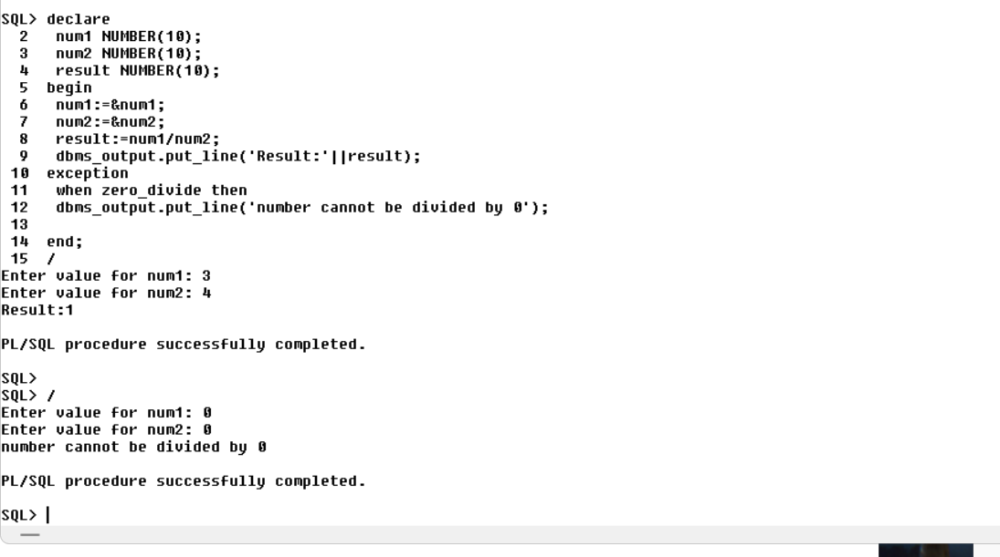 SQL> declare
2 num1 NUMBER(10);
3 num2 NUMBER(10);
4 result NUMBER(10);
5 begin
6 num1:=&num1;
7 num2:=&num2;
8 result:=num1/num2;
9 dbms_output.put_line('Result:'||result);
10 exception
11 when zero_divide then
12 dbms_output.put_line('number cannot be divided by 0');
13
14 end;
15 /
Enter value for num1: 3
Enter value for num2: 4
Result:1
PL/SQL procedure successfully completed.
SQL>
SQL> /
Enter value for num1: 0
Enter value for num2: 0
number cannot be divided by 0
PL/SQL procedure successfully completed.
SQL>